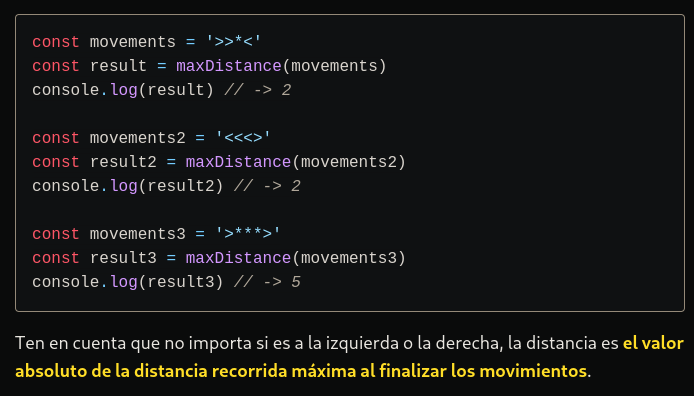 const movements = '>>*<'
const result = maxDistance(movements)
console.log(result) // -> 2
const movements2 = '<<<>'
const result2 = maxDistance(movements2)
console.log(result2) // -> 2
const movements3 = '>***>'
const result3 = maxDistance(movements3)
console.log(result3) // -> 5
Ten en cuenta que no importa si es a la izquierda o la derecha, la distancia es el valor
absoluto de la distancia recorrida máxima al finalizar los movimientos.